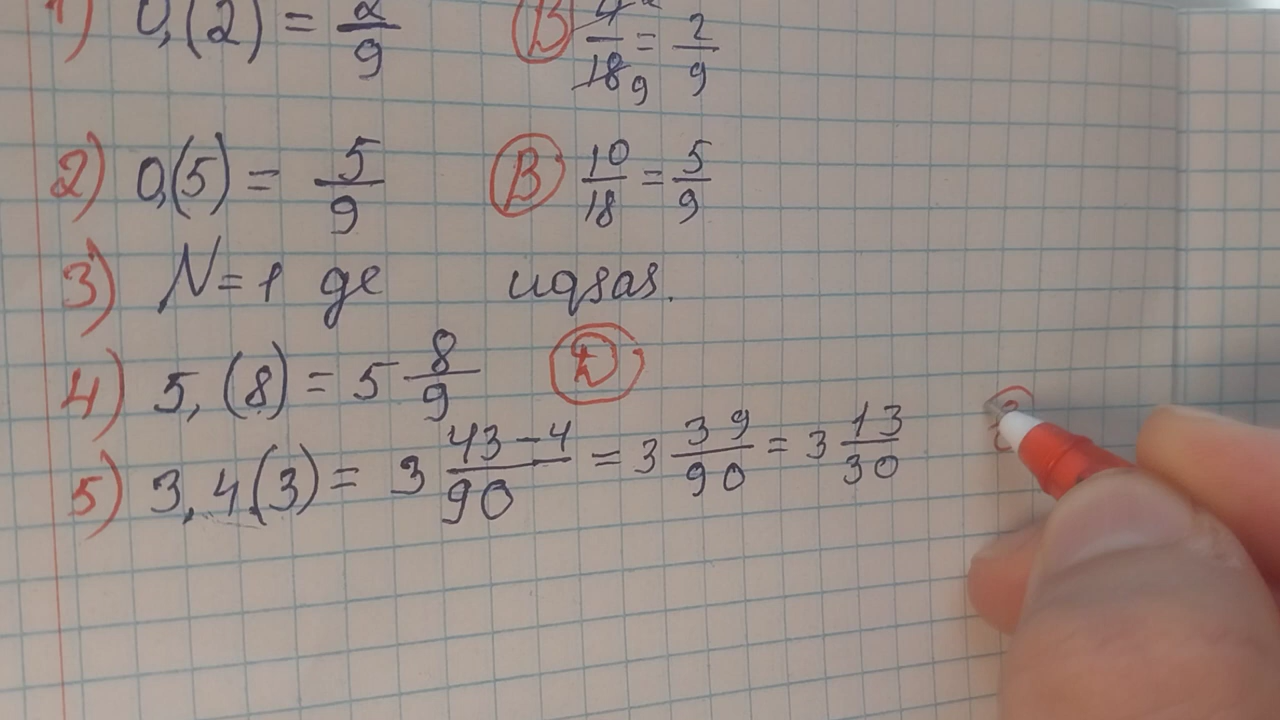 1) 0,(2) = 2/9 (B) 4/18 = 2/9 2 9
2) 0,(5) = 5/9 (B) 10/18 = 5/9
3) N=1 ge uqsas.
4) 5,(8) = 5 8/9 (D)
5) 3,4(3) = 3 43-4/90 = 3 39/90 = 3 13/30